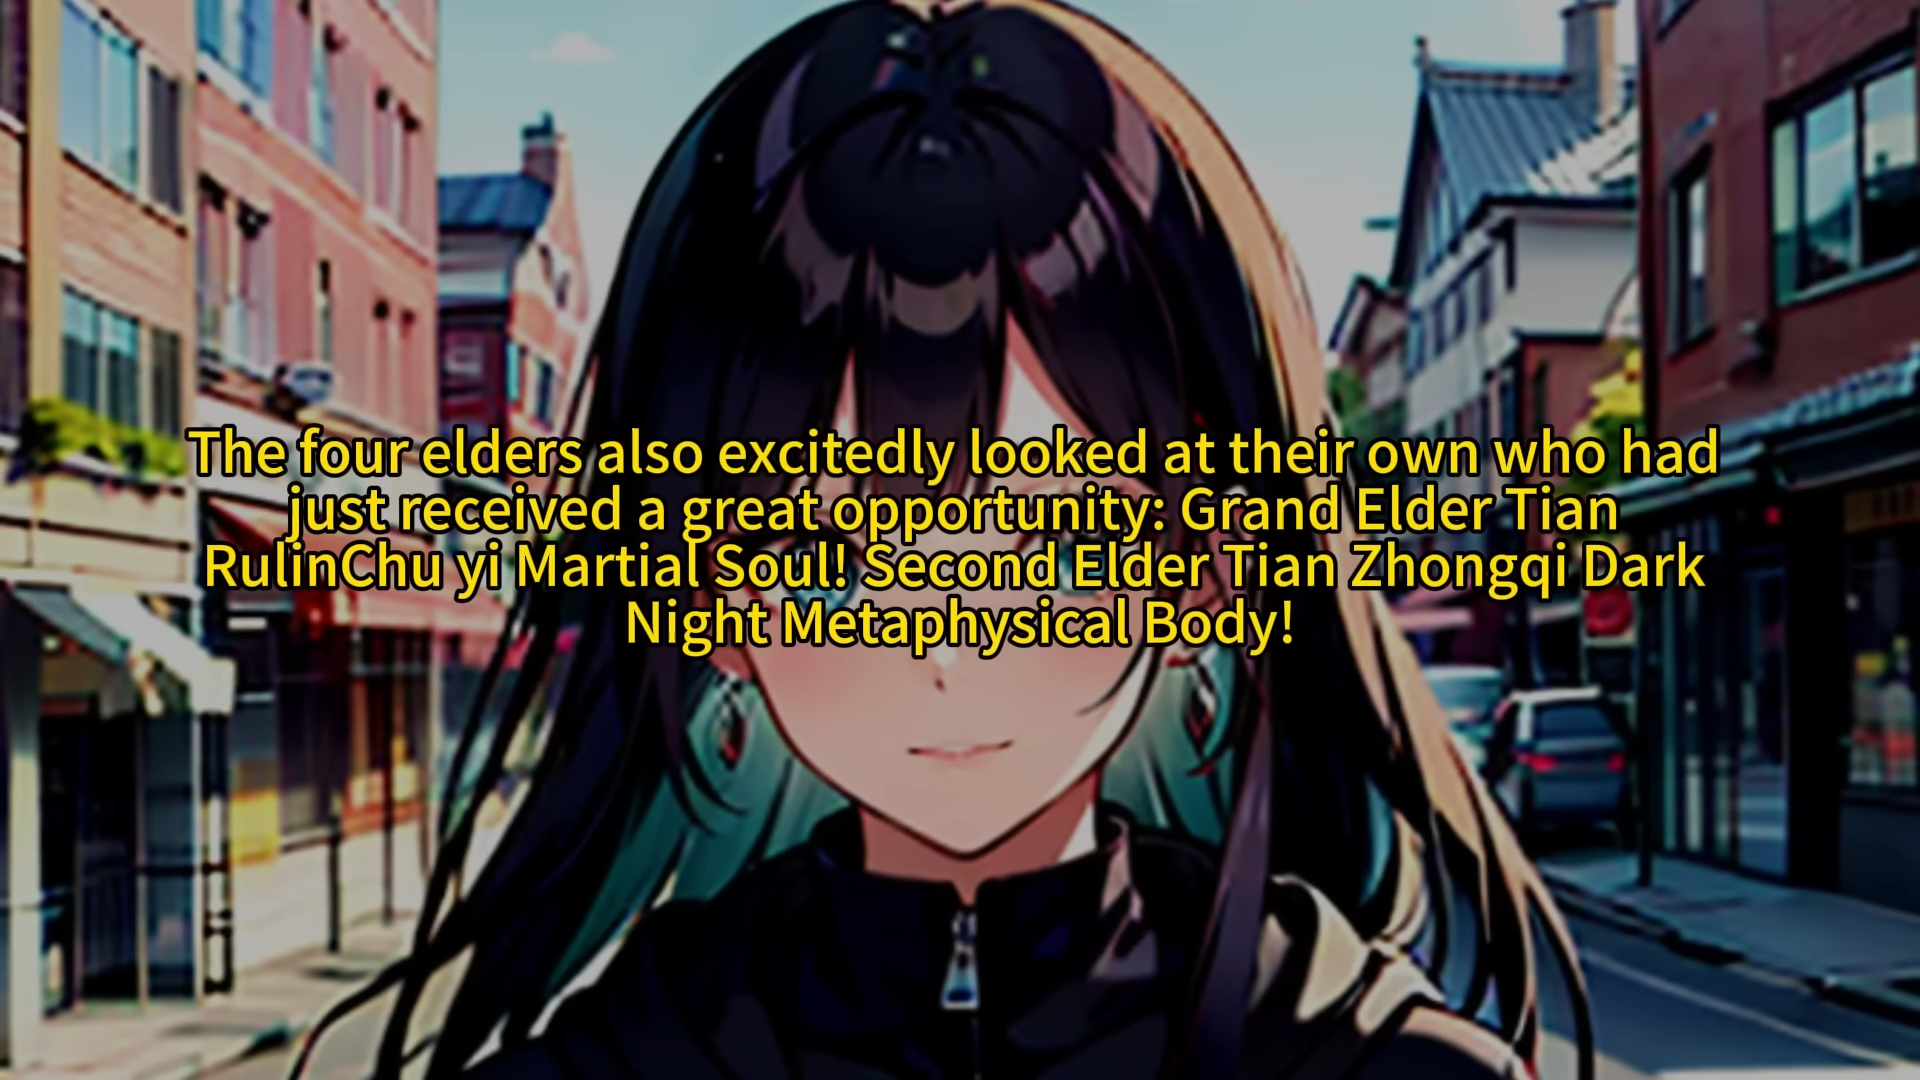 The four elders also excitedly looked at their own who had
just received a great opportunity: Grand Elder Tian
RulinChu yi Martial Soul! Second Elder Tian Zhongqi Dark
Night Metaphysical Body!